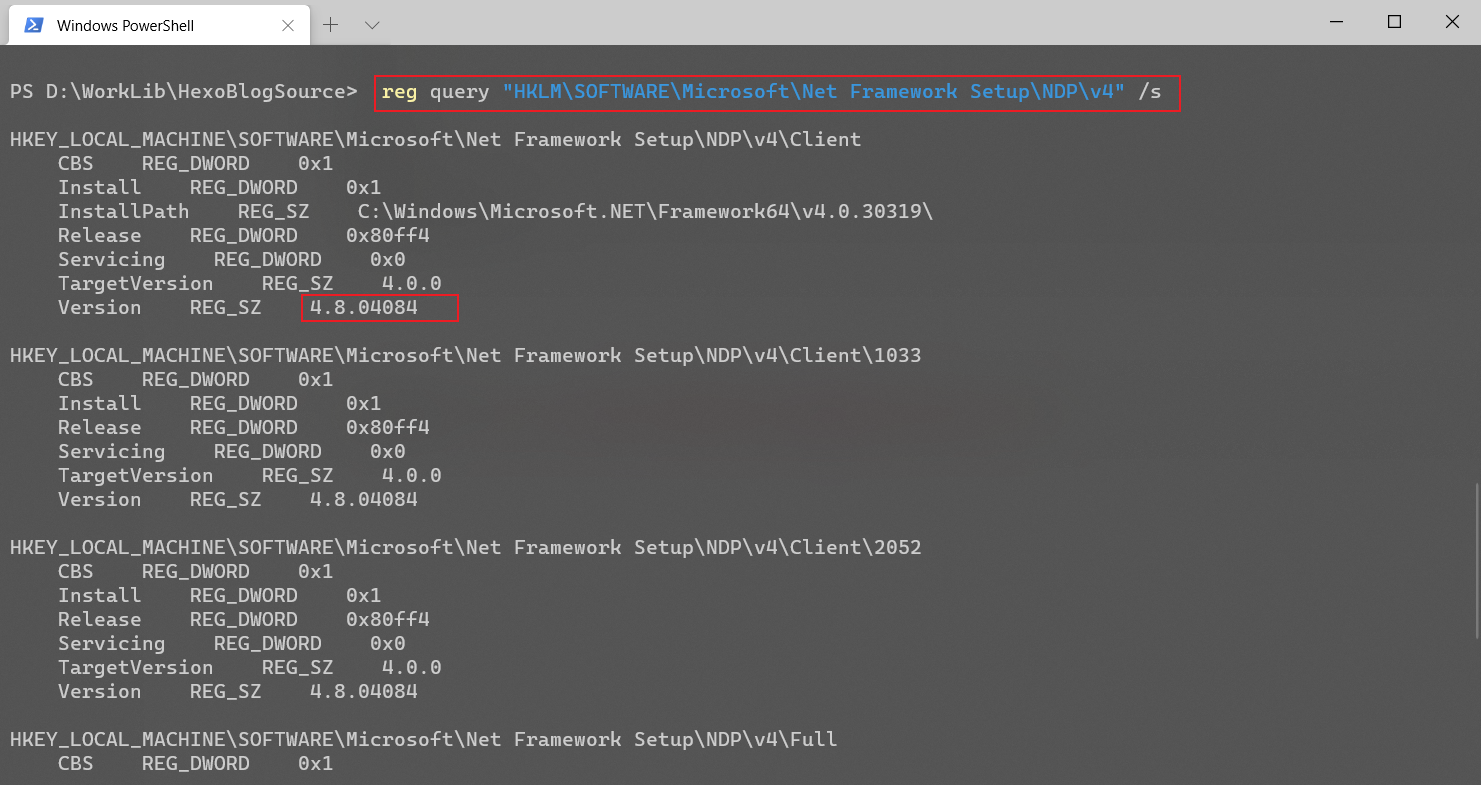 Windows PowerShell
PS D:\WorkLib\HexoBlogSource> reg query "HKLM\SOFTWARE\Microsoft\Net Framework Setup\NDP\v4" /s
HKEY_LOCAL_MACHINE\SOFTWARE\Microsoft\Net Framework Setup\NDP\v4\Client
    CBS    REG_DWORD    0x1
    Install    REG_DWORD    0x1
    InstallPath    REG_SZ    C:\Windows\Microsoft.NET\Framework64\v4.0.30319\
    Release    REG_DWORD    0x80ff4
    Servicing    REG_DWORD    0x0
    TargetVersion    REG_SZ    4.0.0
    Version    REG_SZ    4.8.04084
HKEY_LOCAL_MACHINE\SOFTWARE\Microsoft\Net Framework Setup\NDP\v4\Client\1033
    CBS    REG_DWORD    0x1
    Install    REG_DWORD    0x1
    Release    REG_DWORD    0x80ff4
    Servicing    REG_DWORD    0x0
    TargetVersion    REG_SZ    4.0.0
    Version    REG_SZ    4.8.04084
HKEY_LOCAL_MACHINE\SOFTWARE\Microsoft\Net Framework Setup\NDP\v4\Client\2052
    CBS    REG_DWORD    0x1
    Install    REG_DWORD    0x1
    Release    REG_DWORD    0x80ff4
    Servicing    REG_DWORD    0x0
    TargetVersion    REG_SZ    4.0.0
    Version    REG_SZ    4.8.04084
HKEY_LOCAL_MACHINE\SOFTWARE\Microsoft\Net Framework Setup\NDP\v4\Full
    CBS    REG_DWORD    0x1